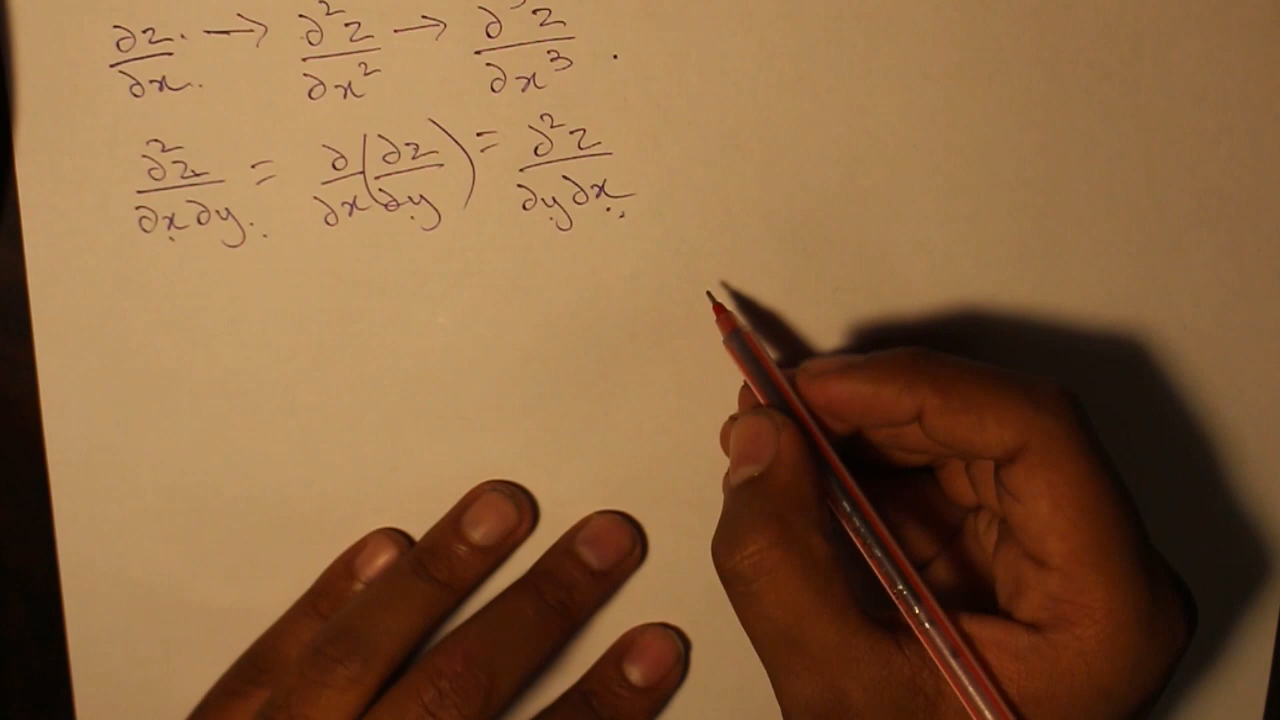 ∂z/∂x → ∂²z/∂x² → ∂³z/∂x³.
∂²z/∂x∂y = ∂/∂x(∂z/∂y) = ∂²z/∂y∂x